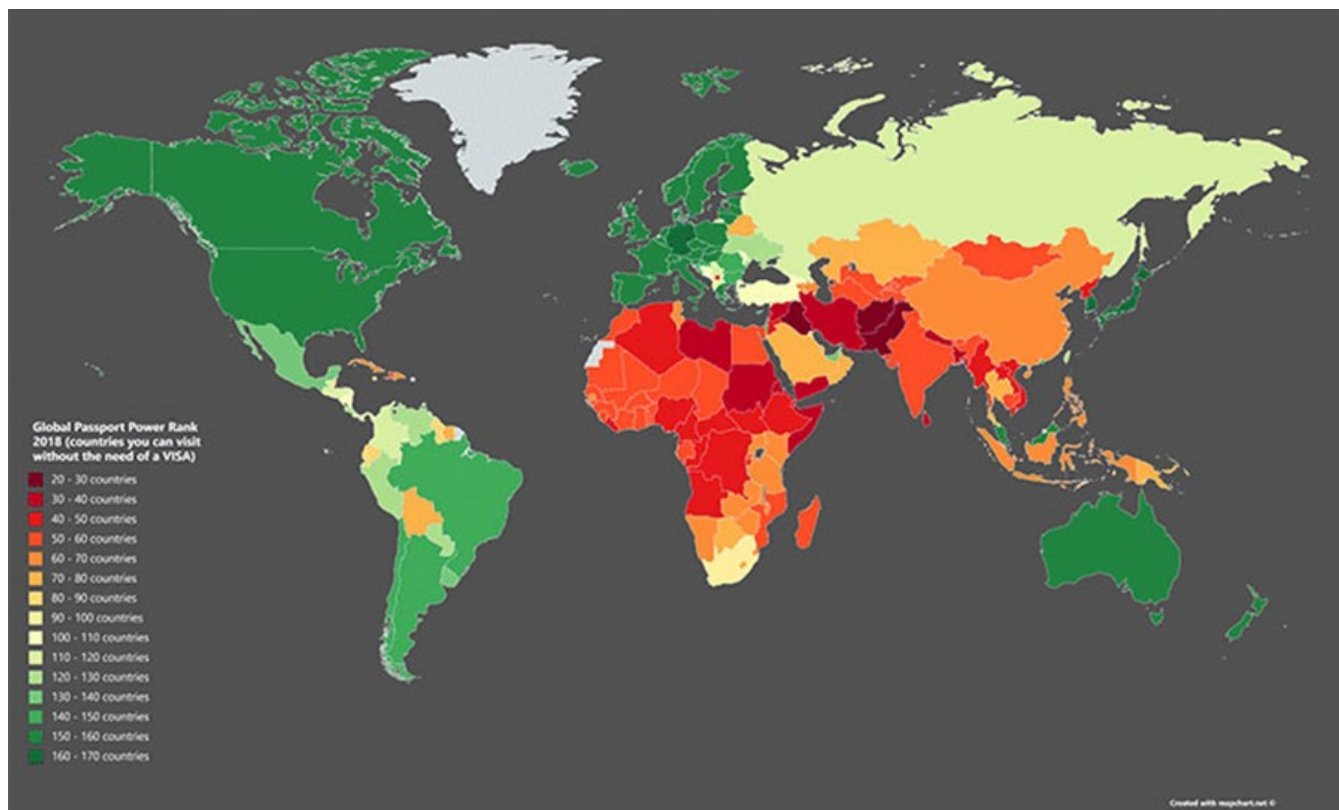 Global Passport Power Rank
2018 (countries you can visit
without the need of a VISA)
20 - 30 countries
30 - 40 countries
40 - 50 countries
50 - 60 countries
60 - 70 countries
70 - 80 countries
80 - 90 countries
90 - 100 countries
100 - 110 countries
110 - 120 countries
120 - 130 countries
130 - 140 countries
140 - 150 countries
150 - 160 countries
160 - 170 countries
Created with mapchart.net ©